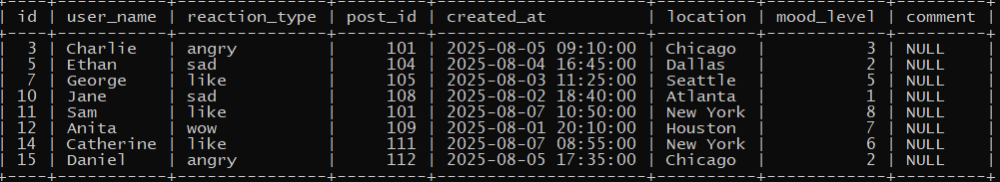 | id | user_name | reaction_type | post_id | created_at          | location | mood_level | comment |
|  3 | Charlie   | angry         |     101 | 2025-08-05 09:10:00 | Chicago  |          3 | NULL    |
|  5 | Ethan     | sad           |     104 | 2025-08-04 16:45:00 | Dallas   |          2 | NULL    |
|  7 | George    | like          |     105 | 2025-08-03 11:25:00 | Seattle  |          5 | NULL    |
| 10 | Jane      | sad           |     108 | 2025-08-02 18:40:00 | Atlanta  |          1 | NULL    |
| 11 | Sam       | like          |     101 | 2025-08-07 10:50:00 | New York |          8 | NULL    |
| 12 | Anita     | wow           |     109 | 2025-08-01 20:10:00 | Houston  |          7 | NULL    |
| 14 | Catherine | like          |     111 | 2025-08-07 08:55:00 | New York |          6 | NULL    |
| 15 | Daniel    | angry         |     112 | 2025-08-05 17:35:00 | Chicago  |          2 | NULL    |